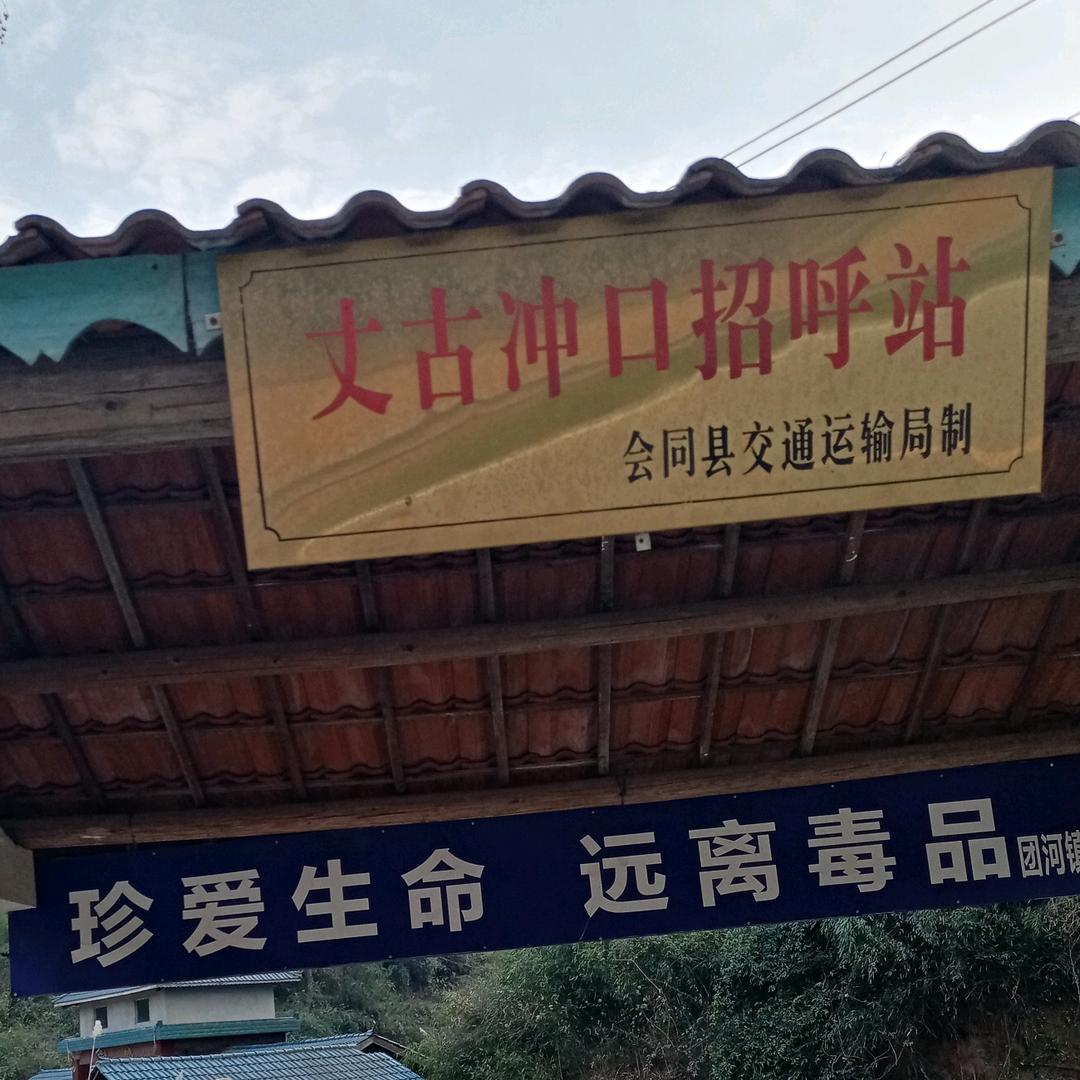 丈古冲口招呼站
会同县交通运输局制
珍爱生命 远离毒品 团河镇